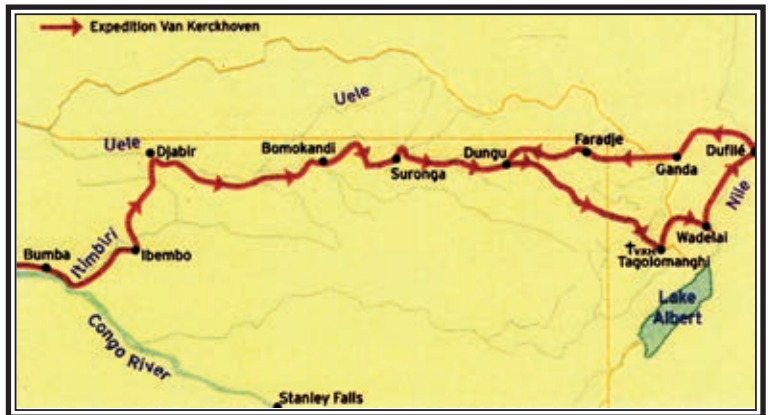 Expedition Van Kerckhoven
Uele
Uele
Djabir
Bomokandi
Suronga
Dungu
Faradje
Ganda
Dufilé
Nile
Wadelai
†VKH
Tagolomanghi
Lake
Albert
Bumba
Itimbiri
Ibembo
Congo River
Stanley Falls